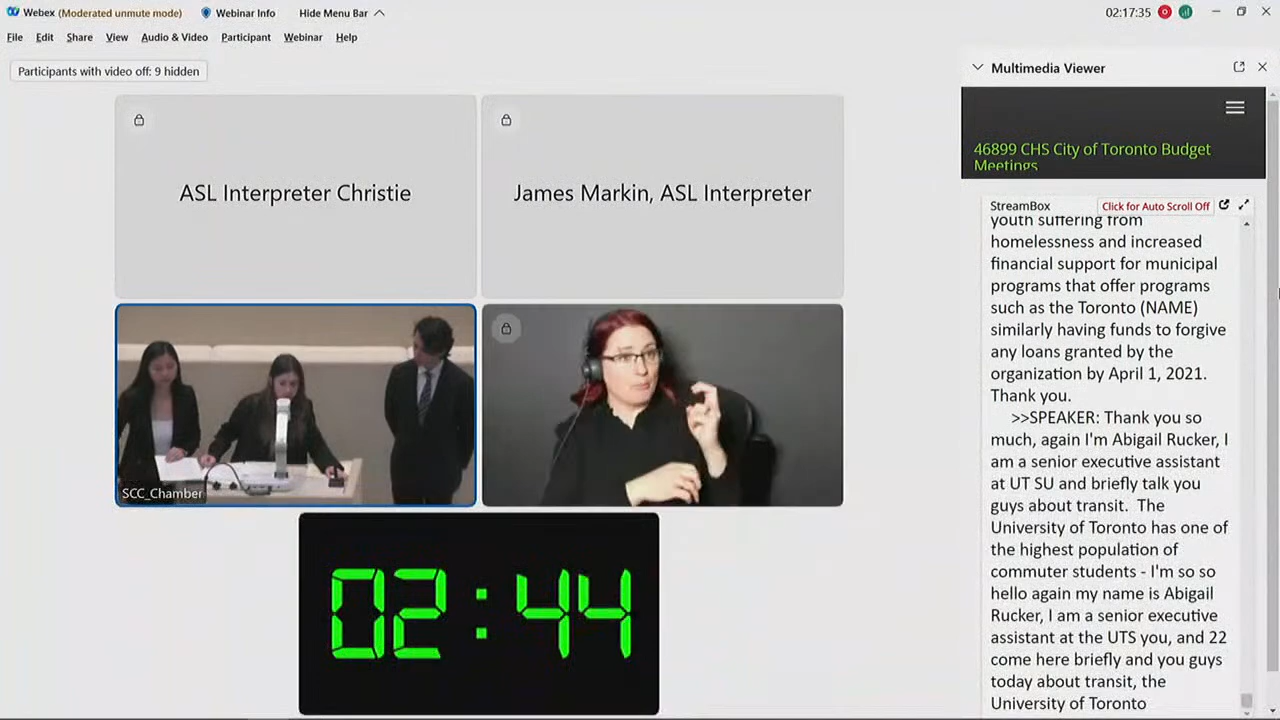 Webex (Moderated unmute mode) Webinar Info Hide Menu Bar
02:17:35
File Edit Share View Audio & Video Participant Webinar Help
Participants with video off: 9 hidden
ASL Interpreter Christie
James Markin, ASL Interpreter
SCC_Chamber
02:44
Multimedia Viewer
46899 CHS City of Toronto Budget
Meetings
StreamBox
Click for Auto Scroll Off
youth suffering from
homelessness and increased
financial support for municipal
programs that offer programs
such as the Toronto (NAME)
similarly having funds to forgive
any loans granted by the
organization by April 1, 2021.
Thank you.
>>SPEAKER: Thank you so
much, again I'm Abigail Rucker, I
am a senior executive assistant
at UT SU and briefly talk you
guys about transit. The
University of Toronto has one of
the highest population of
commuter students - I'm so so
hello again my name is Abigail
Rucker, I am a senior executive
assistant at the UTS you, and 22
come here briefly and you guys
today about transit, the
University of Toronto